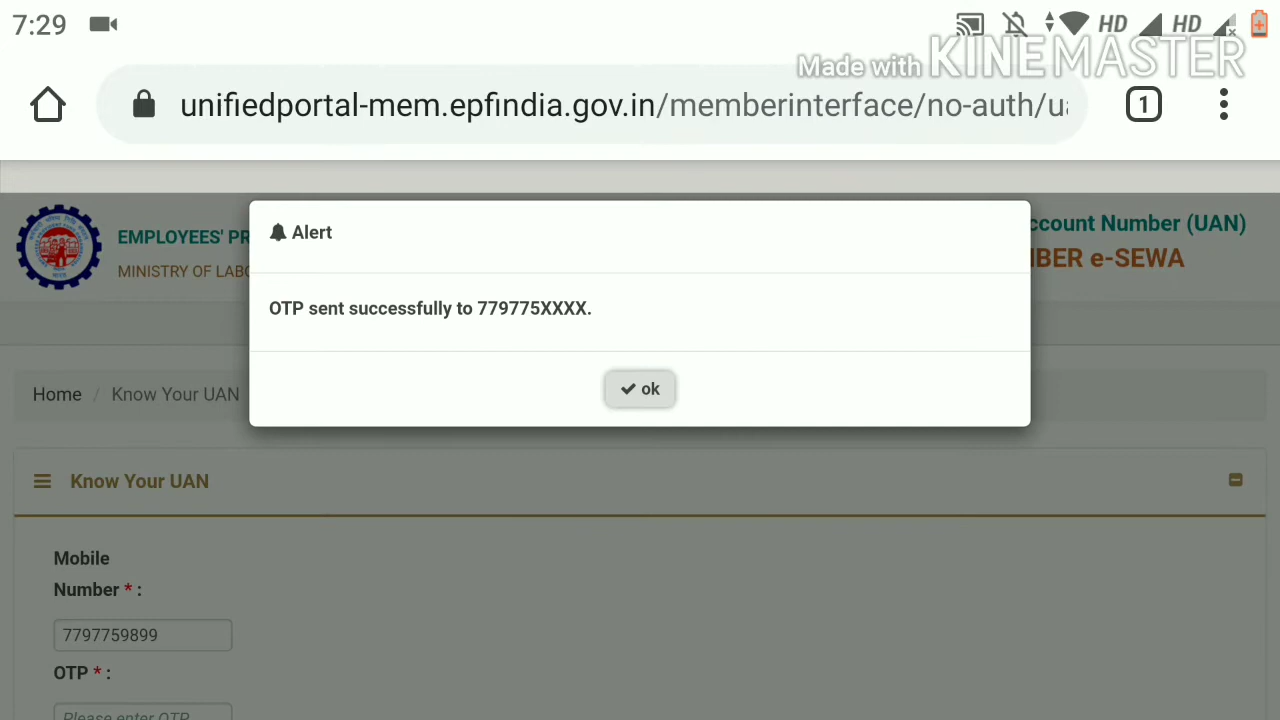 7:29
HD
HD
Made with KINEMASTER
unifiedportal-mem.epfindia.gov.in/memberinterface/no-auth/ua
1
Alert
EMPLOYEES' PR
ccount Number (UAN)
MINISTRY OF LABO
IBER e-SEWA
OTP sent successfully to 779775XXXX.
ok
Home / Know Your UAN
Know Your UAN
Mobile
Number * :
7797759899
OTP * :
Please enter OTP